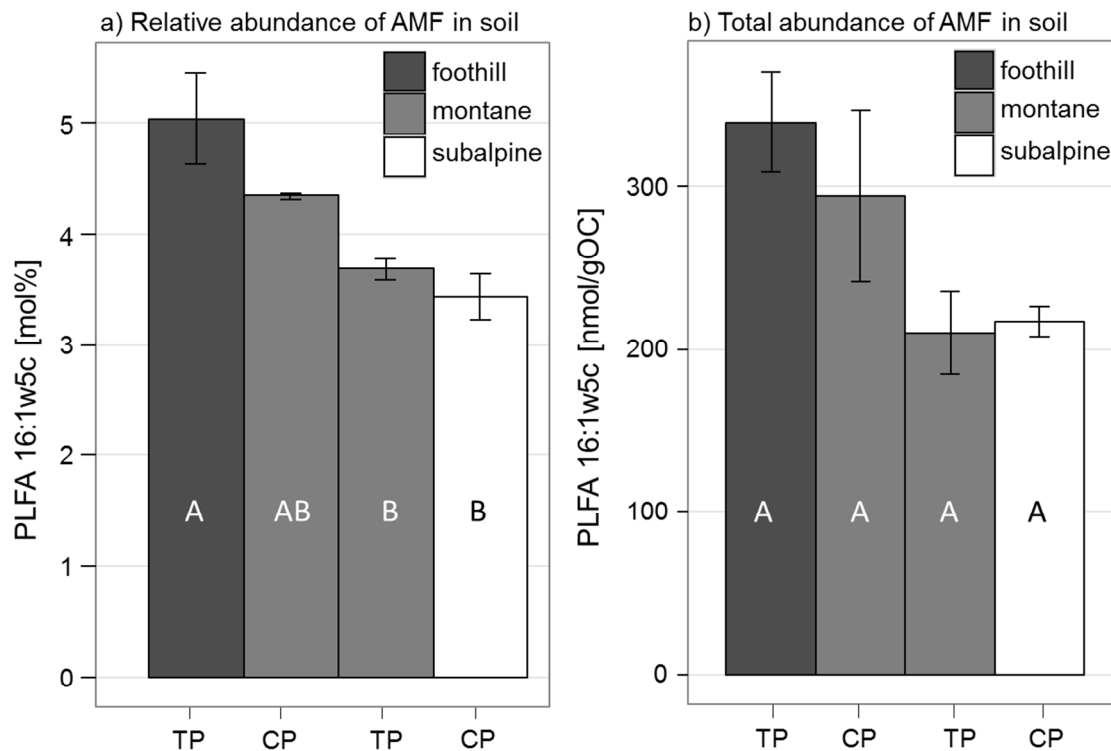 a) Relative abundance of AMF in soil
foothill
montane
subalpine
PLFA 16:1w5c [mol%]
5
4
3
2
1
0
A AB B B
TP CP TP CP
b) Total abundance of AMF in soil
foothill
montane
subalpine
PLFA 16:1w5c [nmol/gOC]
300
200
100
0
A A A A
TP CP TP CP